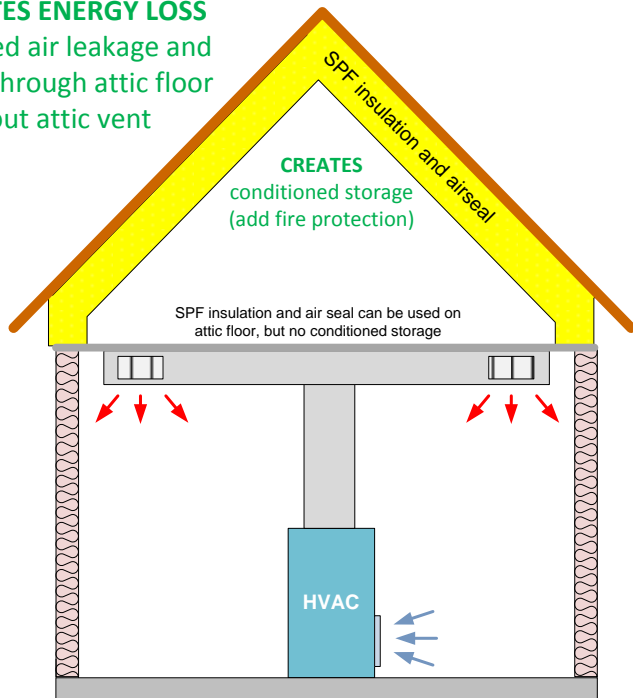 TES ENERGY LOSS
ed air leakage and
through attic floor
out attic vent
SPF insulation and airseal
CREATES
conditioned storage
(add fire protection)
SPF insulation and air seal can be used on
attic floor, but no conditioned storage
HVAC